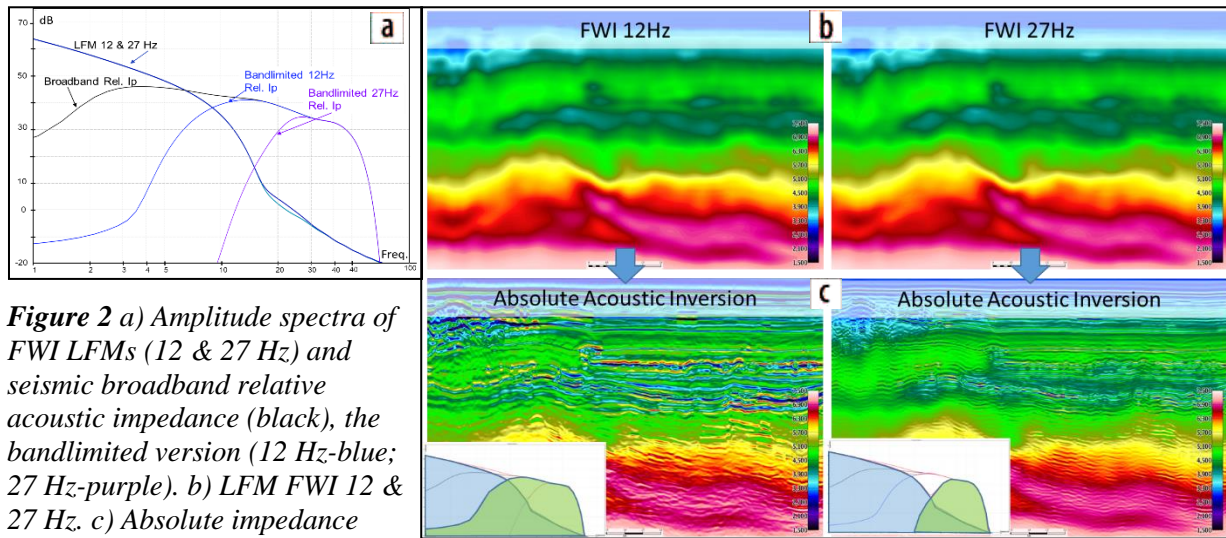 dB
a
70
50
30
10
0
-20
LFM 12 & 27 Hz
Broadband Rel. Ip
Bandlimited 12Hz
Rel. Ip
Bandlimited 27Hz
Rel. Ip
Freq.
1 2 3 4 5 10 20 30 40 100
FWI 12Hz
b
FWI 27Hz
Absolute Acoustic Inversion
c
Absolute Acoustic Inversion
Figure 2 a) Amplitude spectra of
FWI LFMs (12 & 27 Hz) and
seismic broadband relative
acoustic impedance (black), the
bandlimited version (12 Hz-blue;
27 Hz-purple). b) LFM FWI 12 &
27 Hz. c) Absolute impedance